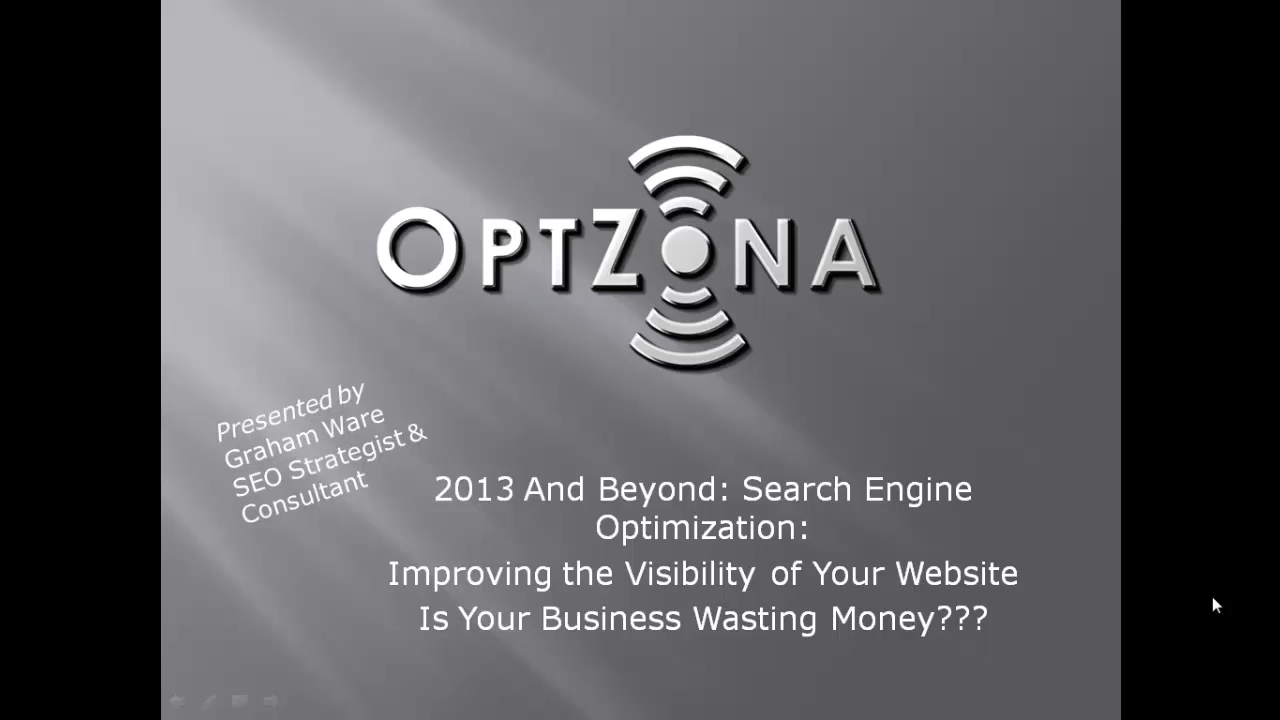 OPTZONA
Presented by
Graham Ware
SEO Strategist &
Consultant
2013 And Beyond: Search Engine
Optimization:
Improving the Visibility of Your Website
Is Your Business Wasting Money???